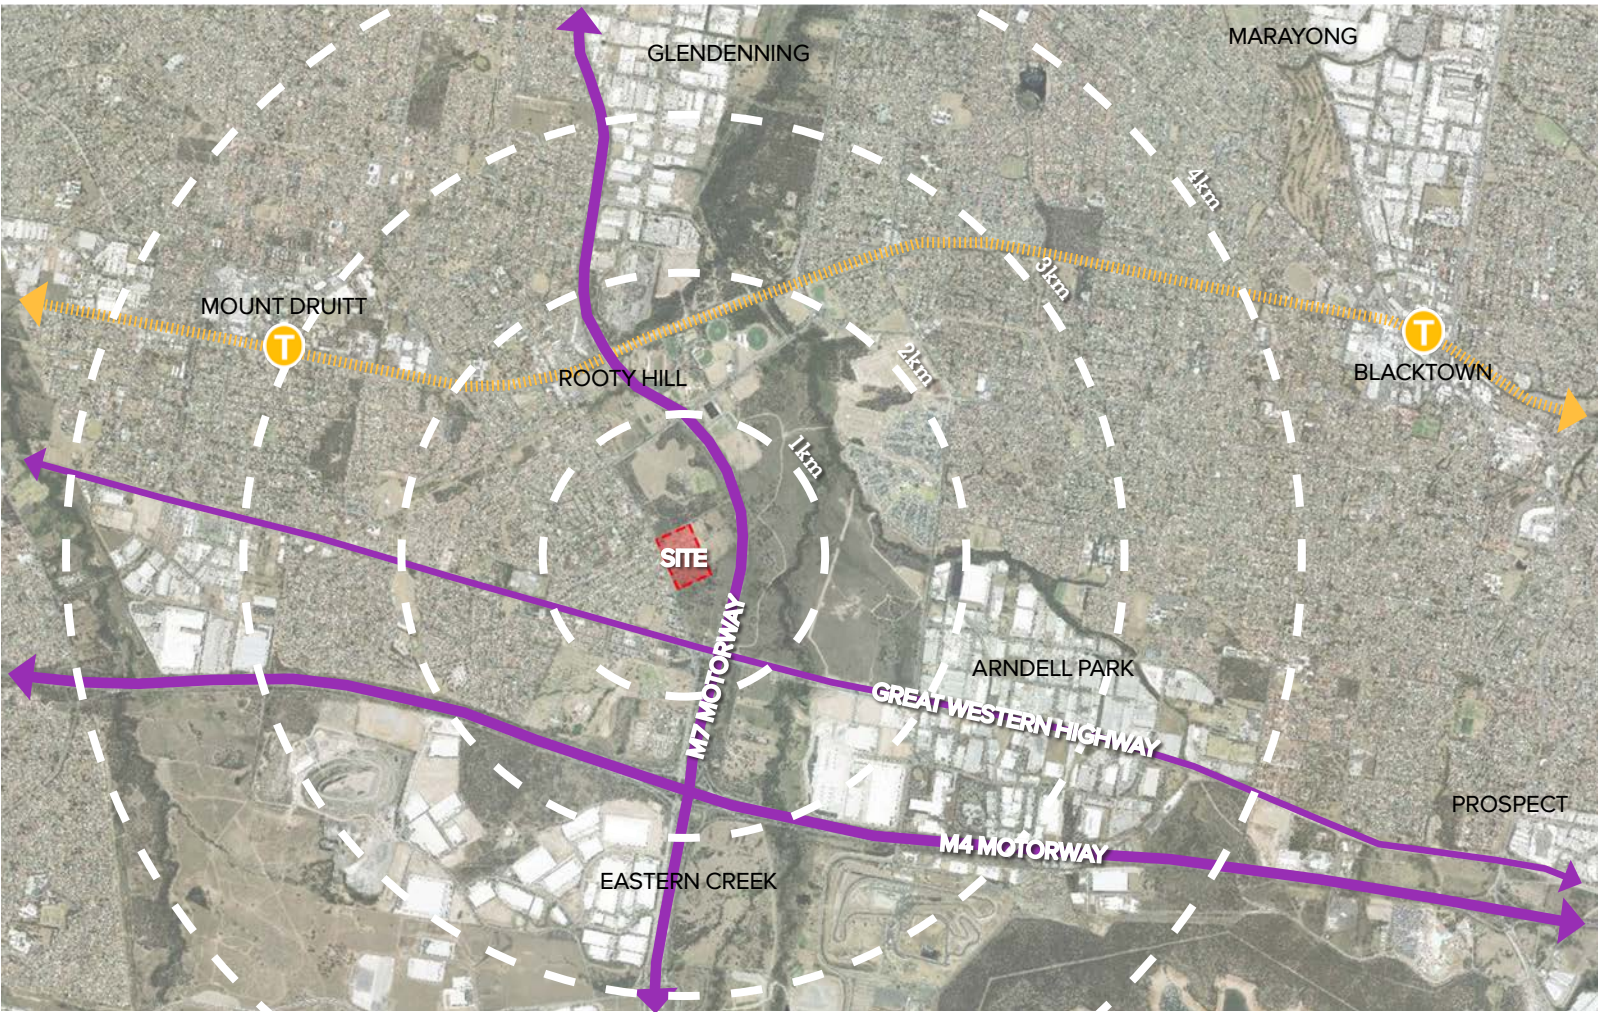 MARAYONG
GLENDENNING
4km
3km
MOUNT DRUITT
T
T
2km
BLACKTOWN
ROOTY HILL
1km
SITE
M7 MOTORWAY
ARNDELL PARK
GREAT WESTERN HIGHWAY
PROSPECT
M4 MOTORWAY
EASTERN CREEK